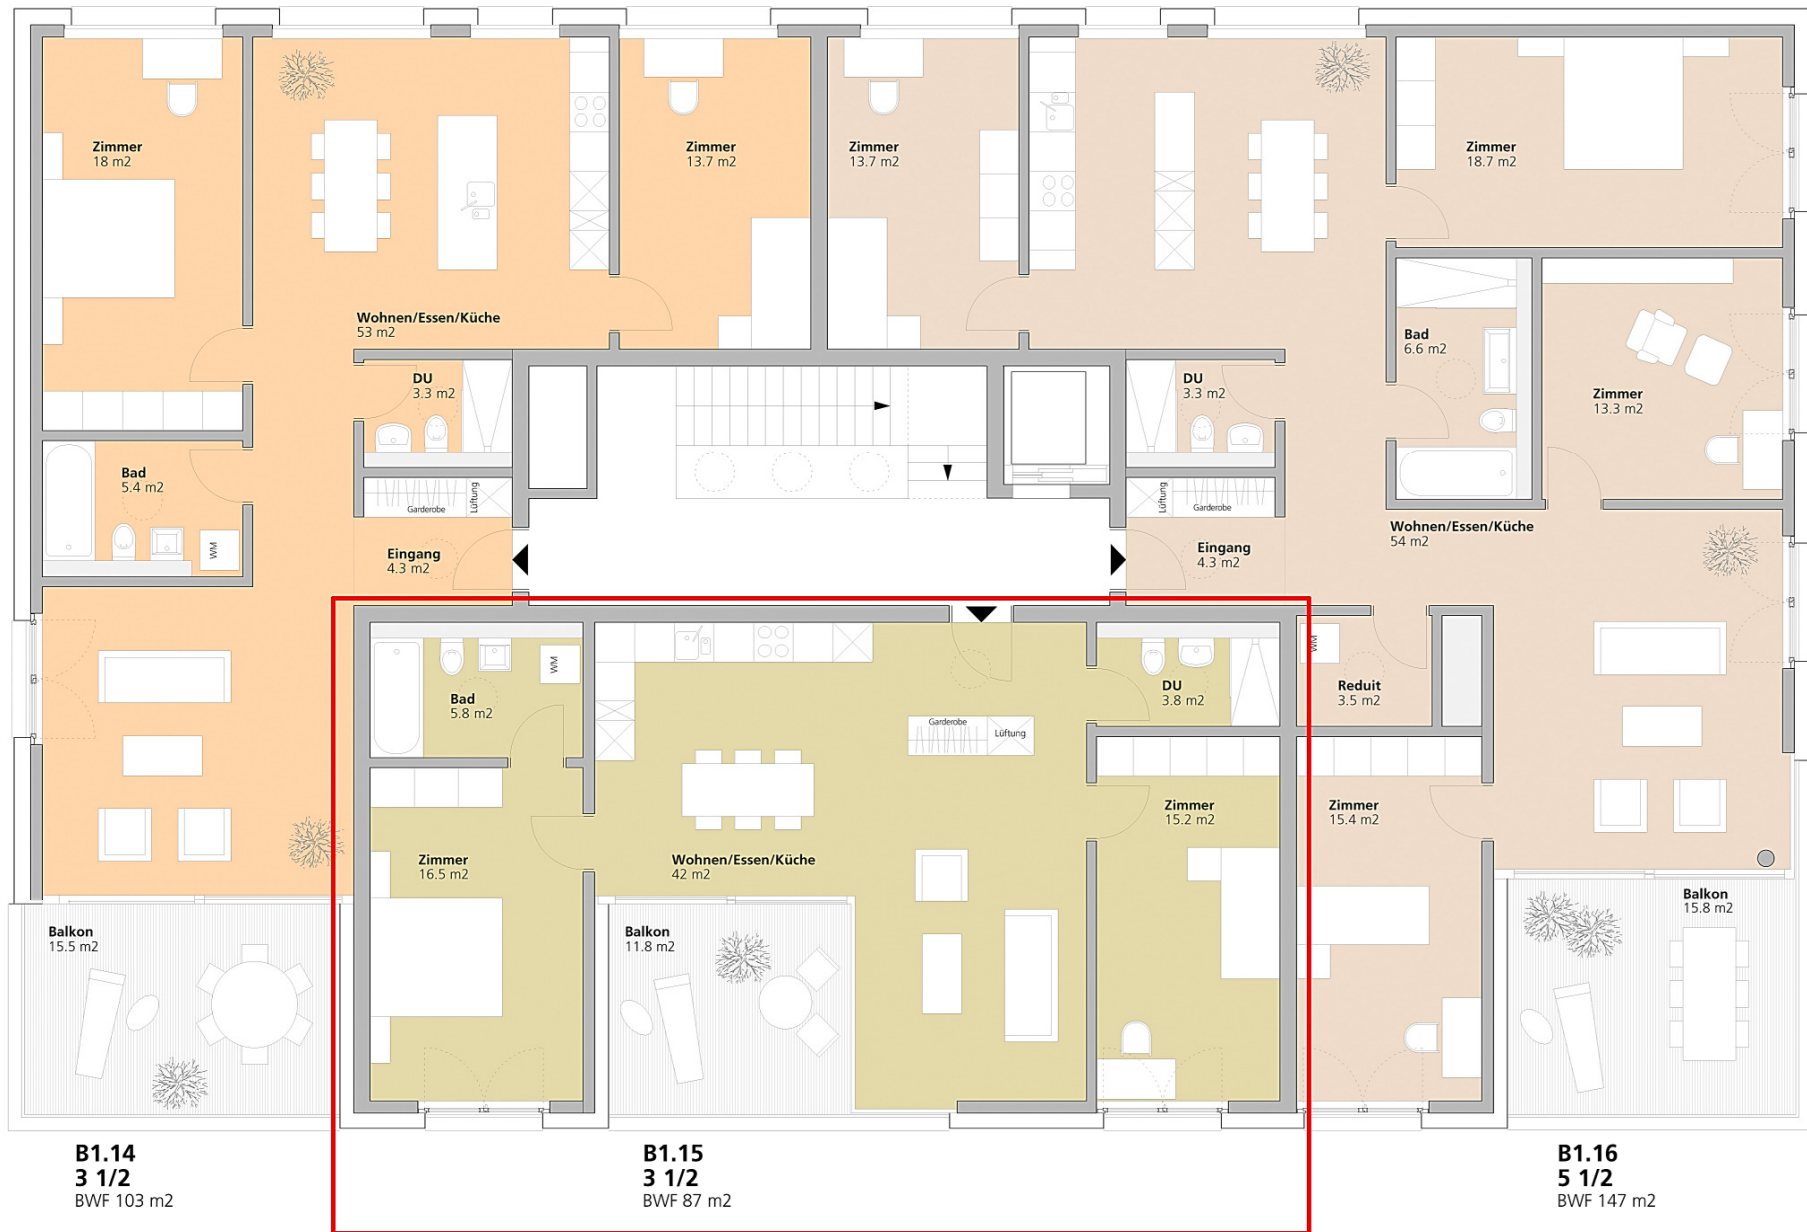 Zimmer
18 m2
Zimmer
13.7 m2
Zimmer
13.7 m2
Zimmer
18.7 m2
Wohnen/Essen/Küche
53 m2
Bad
6.6 m2
DU
3.3 m2
DU
3.3 m2
Zimmer
13.3 m2
Bad
5.4 m2
WM
Garderobe
Lüftung
Lüftung
Garderobe
Wohnen/Essen/Küche
54 m2
Eingang
4.3 m2
Eingang
4.3 m2
Bad
5.8 m2
WM
DU
3.8 m2
WM
Reduit
3.5 m2
Garderobe
Lüftung
Zimmer
15.2 m2
Zimmer
15.4 m2
Zimmer
16.5 m2
Wohnen/Essen/Küche
42 m2
Balkon
15.5 m2
Balkon
11.8 m2
Balkon
15.8 m2
B1.14
3 1/2
BWF 103 m2
B1.15
3 1/2
BWF 87 m2
B1.16
5 1/2
BWF 147 m2